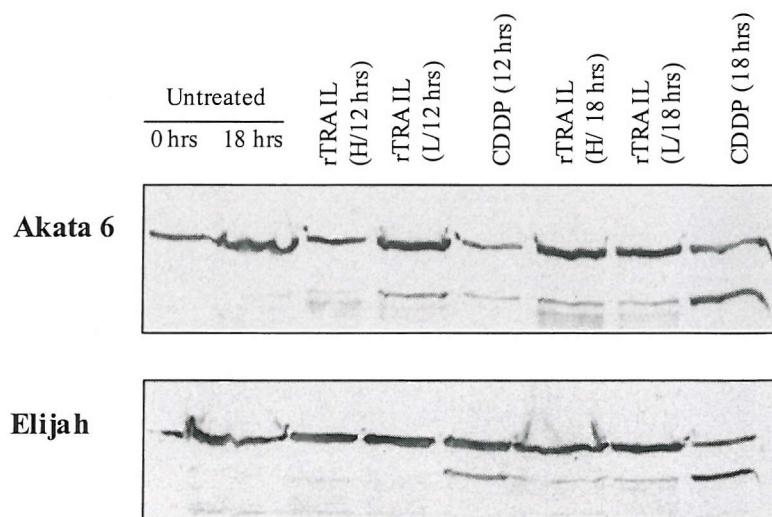 Untreated
0 hrs 18 hrs
rTRAIL
(H/12 hrs)
rTRAIL
(L/12 hrs)
CDDP (12 hrs)
rTRAIL
(H/ 18 hrs)
rTRAIL
(L/18 hrs)
CDDP (18 hrs)
Akata 6
Elijah